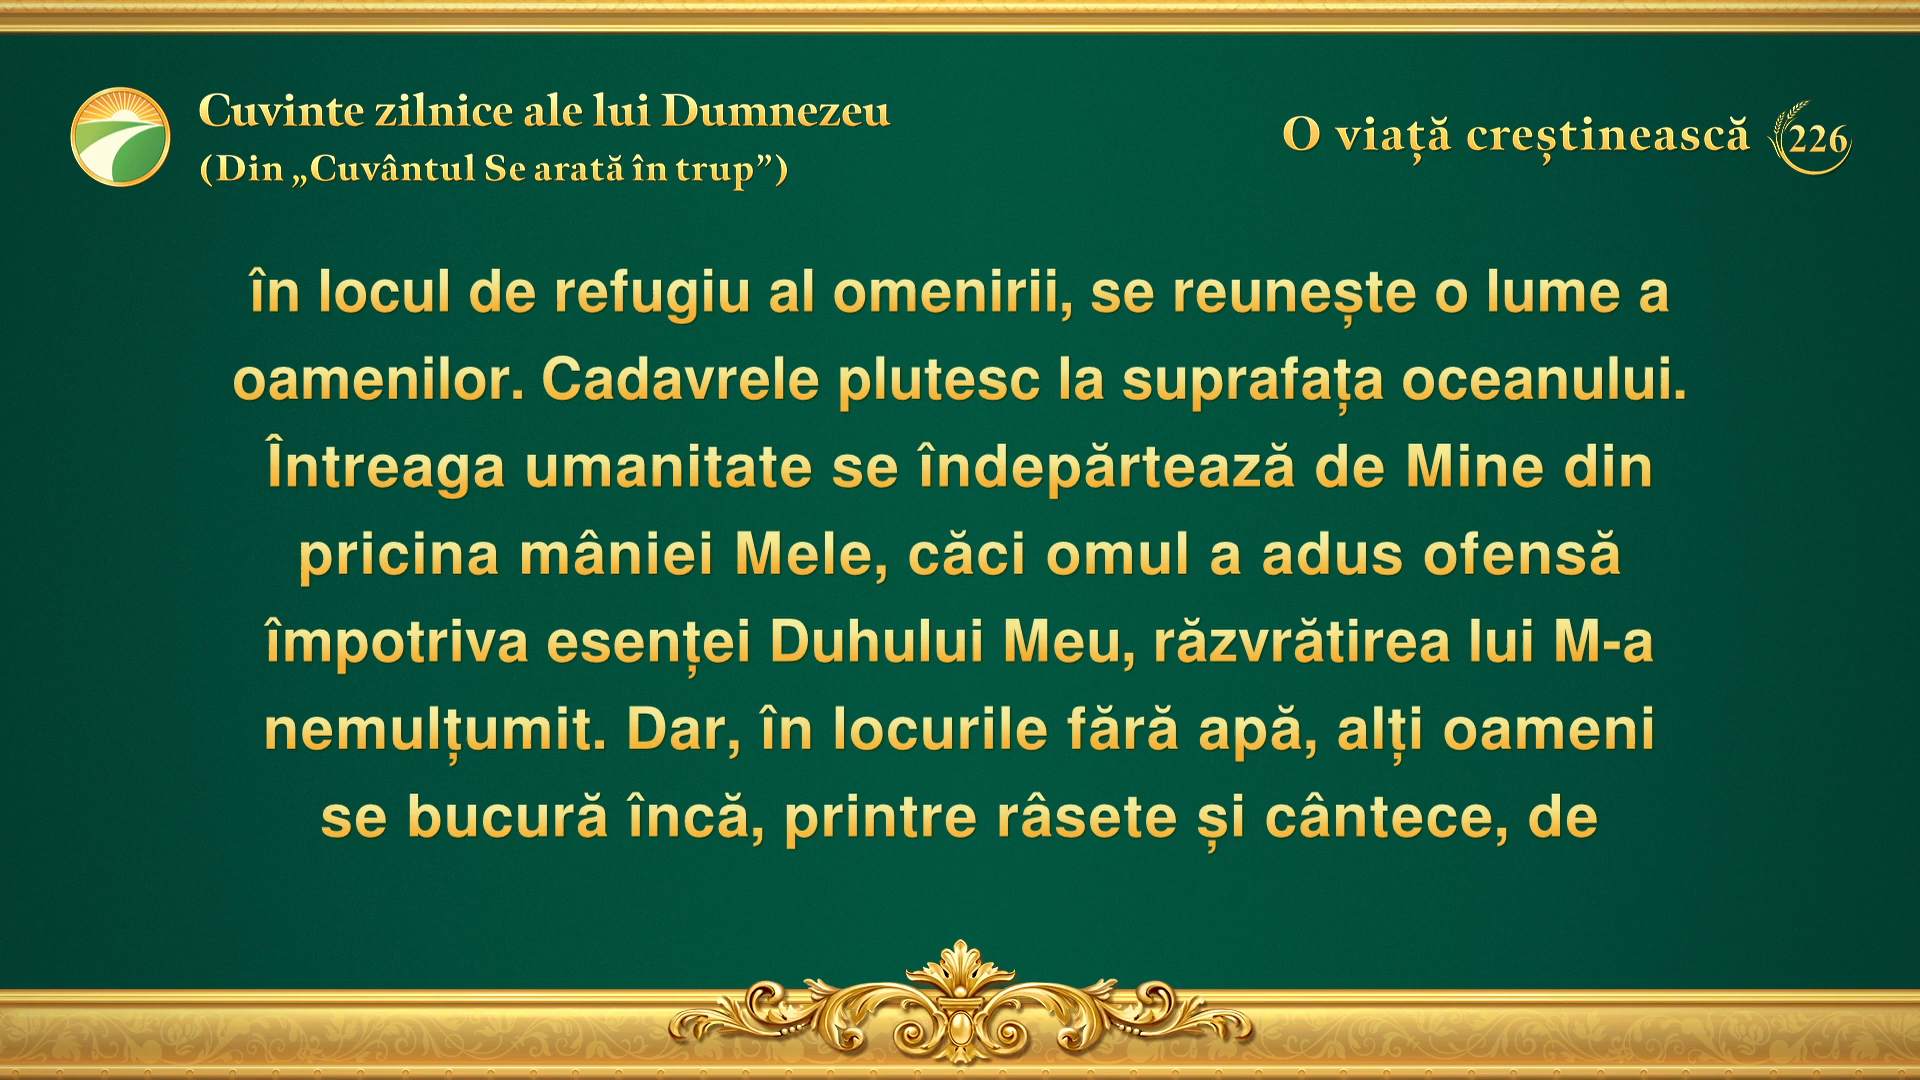 Cuvinte zilnice ale lui Dumnezeu
(Din „Cuvântul Se arată în trup”)
O viață creștinească 226
în locul de refugiu al omenirii, se reunește o lume a
oamenilor. Cadavrele plutesc la suprafața oceanului.
Întreaga umanitate se îndepărtează de Mine din
pricina mâniei Mele, căci omul a adus ofensă
împotriva esenței Duhului Meu, răzvrătirea lui M-a
nemulțumit. Dar, în locurile fără apă, alți oameni
se bucură încă, printre râsete și cântece, de